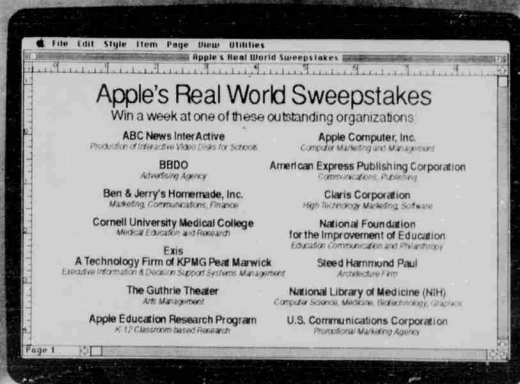 File Edit Style Item Page View Utilities
Apple's Real World Sweepstakes
Apple's Real World Sweepstakes
Win a week at one of these outstanding organizations:
ABC News InterActive
Production of Interactive Video Disks for Schools
BBDO
Advertising Agency
Ben & Jerry's Homemade, Inc.
Marketing, Communications, Finance
Cornell University Medical College
Medical Education and Research
Exis
A Technology Firm of KPMG Peat Marwick
Executive Information & Decision Support Systems Management
The Guthrie Theater
Arts Management
Apple Education Research Program
K-12 Classroom-based Research
Apple Computer, Inc.
Computer Marketing and Management
American Express Publishing Corporation
Communications, Publishing
Claris Corporation
High Technology Marketing, Software
National Foundation
for the Improvement of Education
Education Communication and Philanthropy
Steed Hammond Paul
Architecture Firm
National Library of Medicine (NIH)
Computer Science, Medicine, Biotechnology, Graphics
U.S. Communications Corporation
Promotional Marketing Agency
Page 1